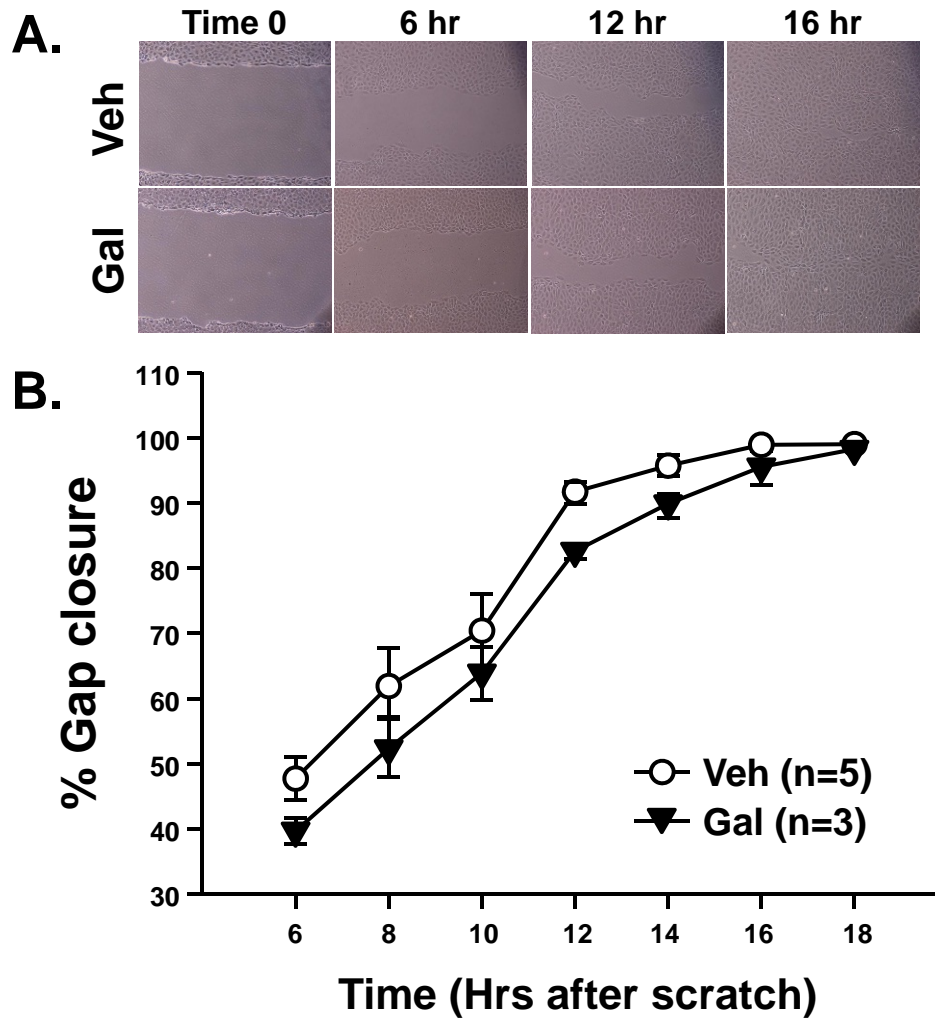 A.
Time 0 6 hr 12 hr 16 hr
Veh
Gal
B.
% Gap closure
110
100
90
80
70
60
50
40
30
Veh (n=5)
Gal (n=3)
6 8 10 12 14 16 18
Time (Hrs after scratch)